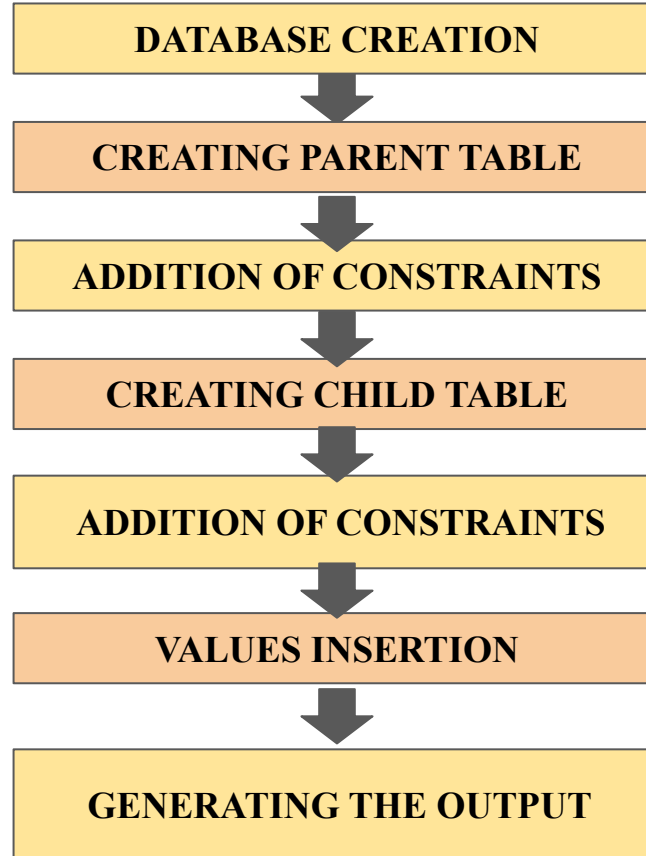 DATABASE CREATION
CREATING PARENT TABLE
ADDITION OF CONSTRAINTS
CREATING CHILD TABLE
ADDITION OF CONSTRAINTS
VALUES INSERTION
GENERATING THE OUTPUT